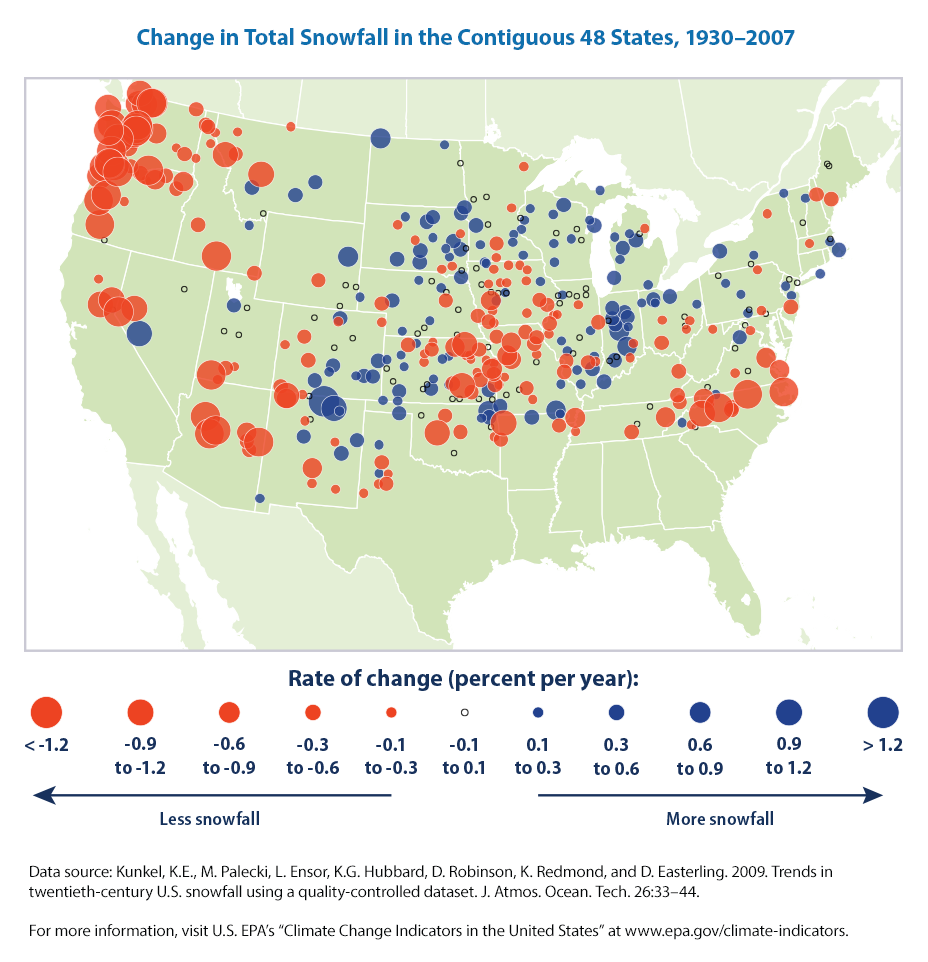 Change in Total Snowfall in the Contiguous 48 States, 1930–2007
Rate of change (percent per year):
< -1.2 -0.9 -0.6 -0.3 -0.1 -0.1 0.1 0.3 0.6 0.9 > 1.2
to -1.2 to -0.9 to -0.6 to -0.3 to 0.1 to 0.3 to 0.6 to 0.9 to 1.2
Less snowfall More snowfall
Data source: Kunkel, K.E., M. Palecki, L. Ensor, K.G. Hubbard, D. Robinson, K. Redmond, and D. Easterling. 2009. Trends in
twentieth-century U.S. snowfall using a quality-controlled dataset. J. Atmos. Ocean. Tech. 26:33–44.
For more information, visit U.S. EPA’s “Climate Change Indicators in the United States” at www.epa.gov/climate-indicators.